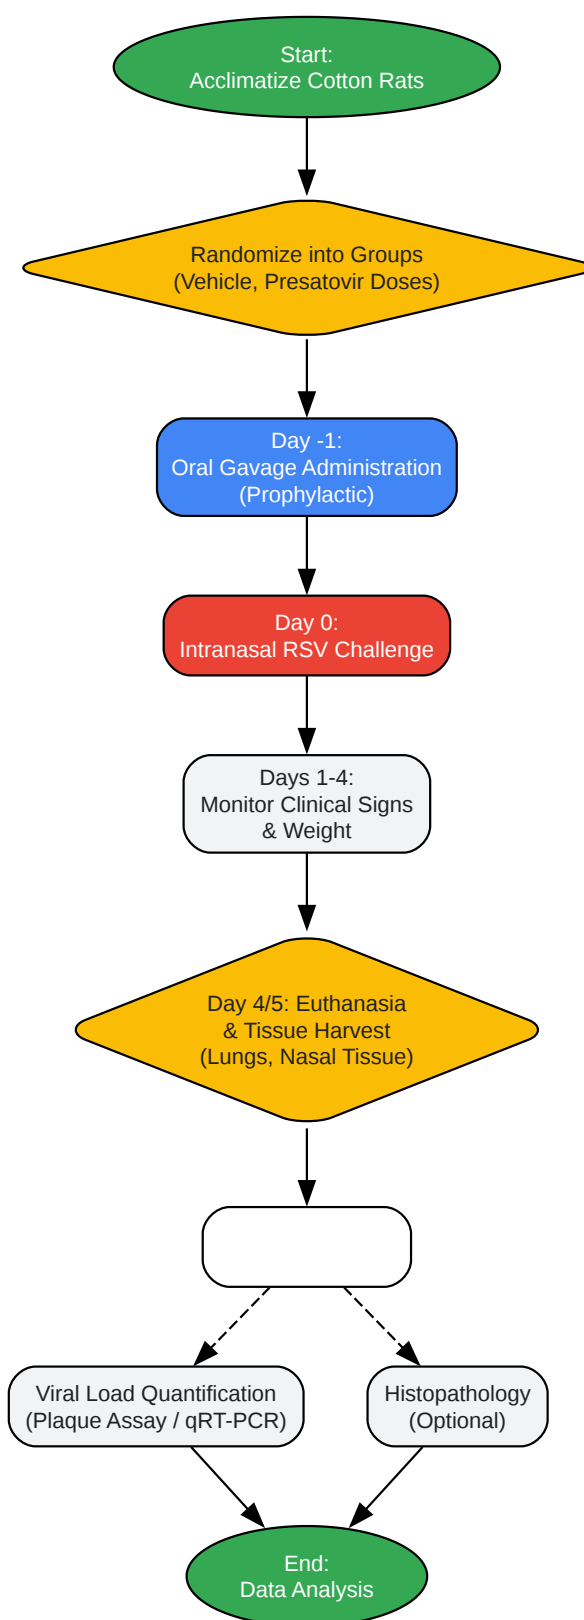 Start:
Acclimatize Cotton Rats
Randomize into Groups
(Vehicle, Presatovir Doses)
Day -1:
Oral Gavage Administration
(Prophylactic)
Day 0:
Intranasal RSV Challenge
Days 1-4:
Monitor Clinical Signs
& Weight
Day 4/5: Euthanasia
& Tissue Harvest
(Lungs, Nasal Tissue)
Viral Load Quantification
(Plaque Assay / qRT-PCR)
Histopathology
(Optional)
End:
Data Analysis